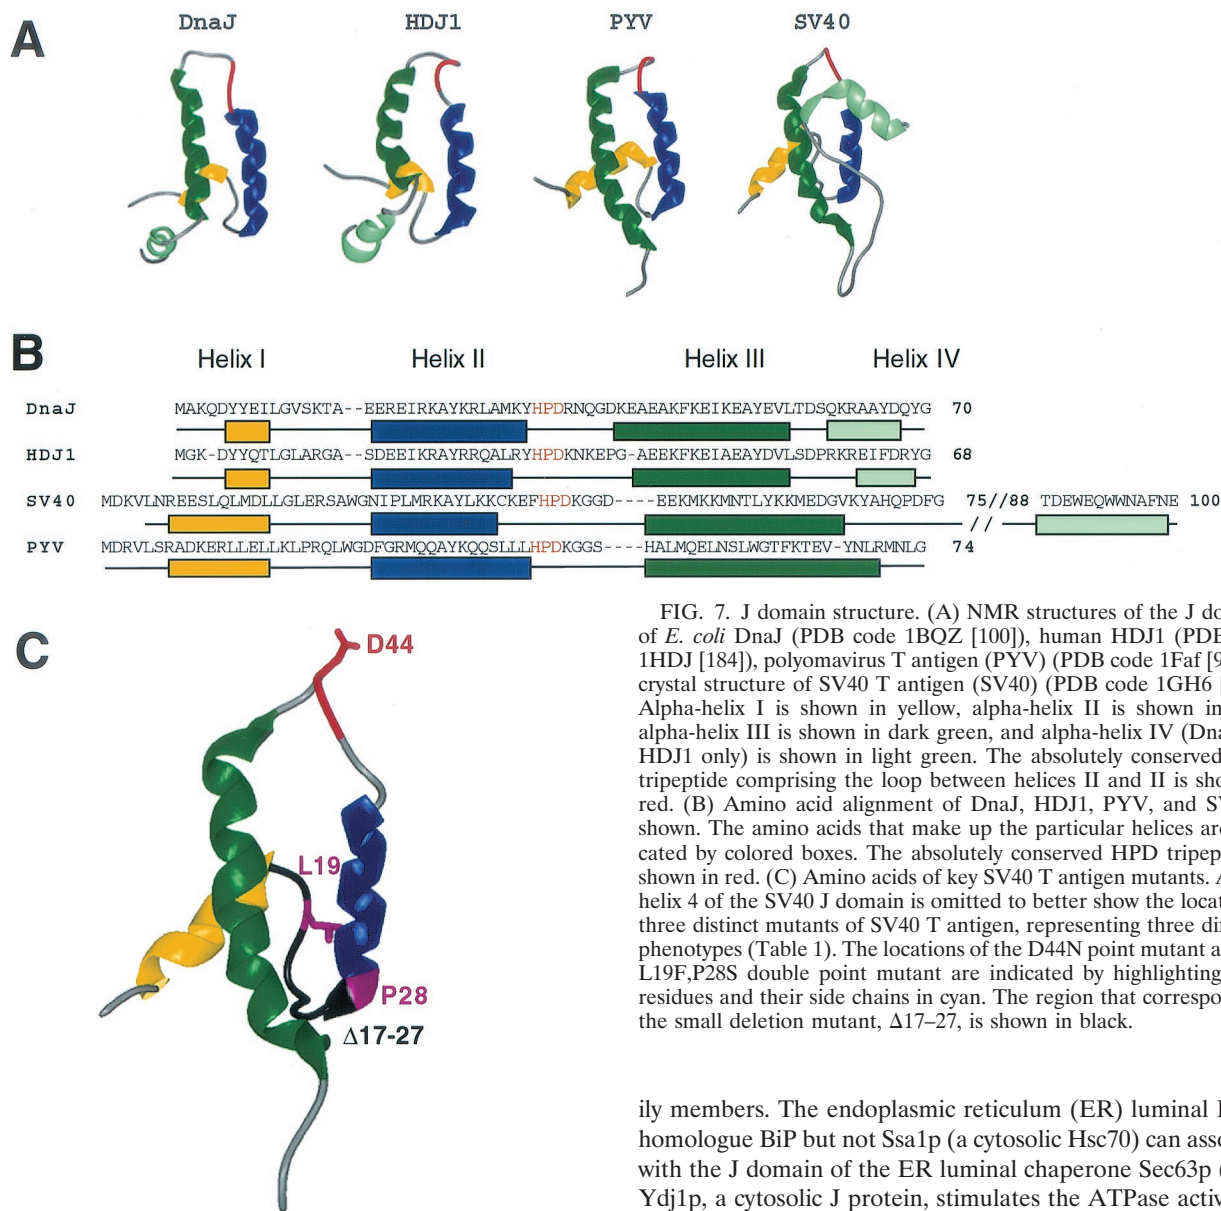 A
DnaJ HDJ1 PYV SV40
B
Helix I Helix II Helix III Helix IV
DnaJ MAKQDYYEILGVSKTA--EEREIRKAYKRLAMKYHPDRNQGDKEAEAKFKEIKEAYEVLTDSQKRAAYDQYG 70
HDJ1 MGK-DYYQTLGLARGA--SDEEIKRAYRRQALRYHPDKNKEPG-AEEKFKEIAEAYDVLSDPRKREIFDRYG 68
SV40 MDKVLNREESLQLMDLLGLERSAWGNIPLMRKAYLKKCKEFHPDKGGD----EEKMKKMNTLYKKMEDGVKYAHQPDFG 75//88 TDEWEQWWNAFNE 100
//
PYV MDRVLSRADKERLLELLKLPRQLWGDFGRMQQAYKQQSLLLHPDKGGS----HALMQELNSLWGTFKTEV-YNLRMNLG 74
C
D44
L19
P28
Δ17-27
FIG. 7. J domain structure. (A) NMR structures of the J do
of E. coli DnaJ (PDB code 1BQZ [100]), human HDJ1 (PDB
1HDJ [184]), polyomavirus T antigen (PYV) (PDB code 1Faf [9
crystal structure of SV40 T antigen (SV40) (PDB code 1GH6 [
Alpha-helix I is shown in yellow, alpha-helix II is shown in
alpha-helix III is shown in dark green, and alpha-helix IV (Dna
HDJ1 only) is shown in light green. The absolutely conserved
tripeptide comprising the loop between helices II and II is sho
red. (B) Amino acid alignment of DnaJ, HDJ1, PYV, and SV
shown. The amino acids that make up the particular helices are
cated by colored boxes. The absolutely conserved HPD tripep
shown in red. (C) Amino acids of key SV40 T antigen mutants. A
helix 4 of the SV40 J domain is omitted to better show the locat
three distinct mutants of SV40 T antigen, representing three dif
phenotypes (Table 1). The locations of the D44N point mutant a
L19F,P28S double point mutant are indicated by highlighting
residues and their side chains in cyan. The region that correspo
the small deletion mutant, Δ17–27, is shown in black.
ily members. The endoplasmic reticulum (ER) luminal
homologue BiP but not Ssa1p (a cytosolic Hsc70) can asso
with the J domain of the ER luminal chaperone Sec63p (
Ydj1p, a cytosolic J protein, stimulates the ATPase activ